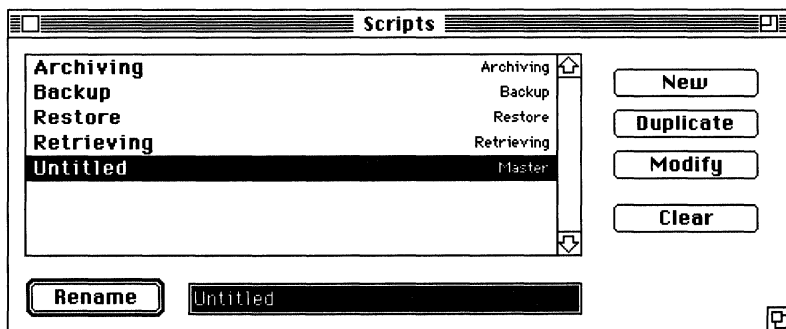 Scripts
Archiving Archiving
Backup Backup
Restore Restore
Retrieving Retrieving
Untitled Master
New
Duplicate
Modify
Clear
Rename Untitled